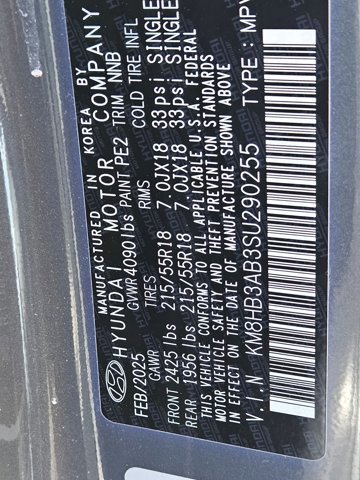 MANUFACTURED IN KOREA BY
HYUNDAI MOTOR COMPANY
GVWR 4090 lbs PAINT PE2 TRIM NNB
FEB/2025 TIRES RIMS COLD TIRE INFL
GAWR
FRONT 2425 lbs 215/55R18 7.0JX18 33psi SINGLE
REAR 1956 lbs 215/55R18 7.0JX18 33psi SINGLE
THIS VEHICLE CONFORMS TO ALL APPLICABLE U.S.A. FEDERAL
MOTOR VEHICLE SAFETY AND THEFT PREVENTION STANDARDS
IN EFFECT ON THE DATE OF MANUFACTURE SHOWN ABOVE
V.I.N KM8HB3AB3SU290255 TYPE: MPV